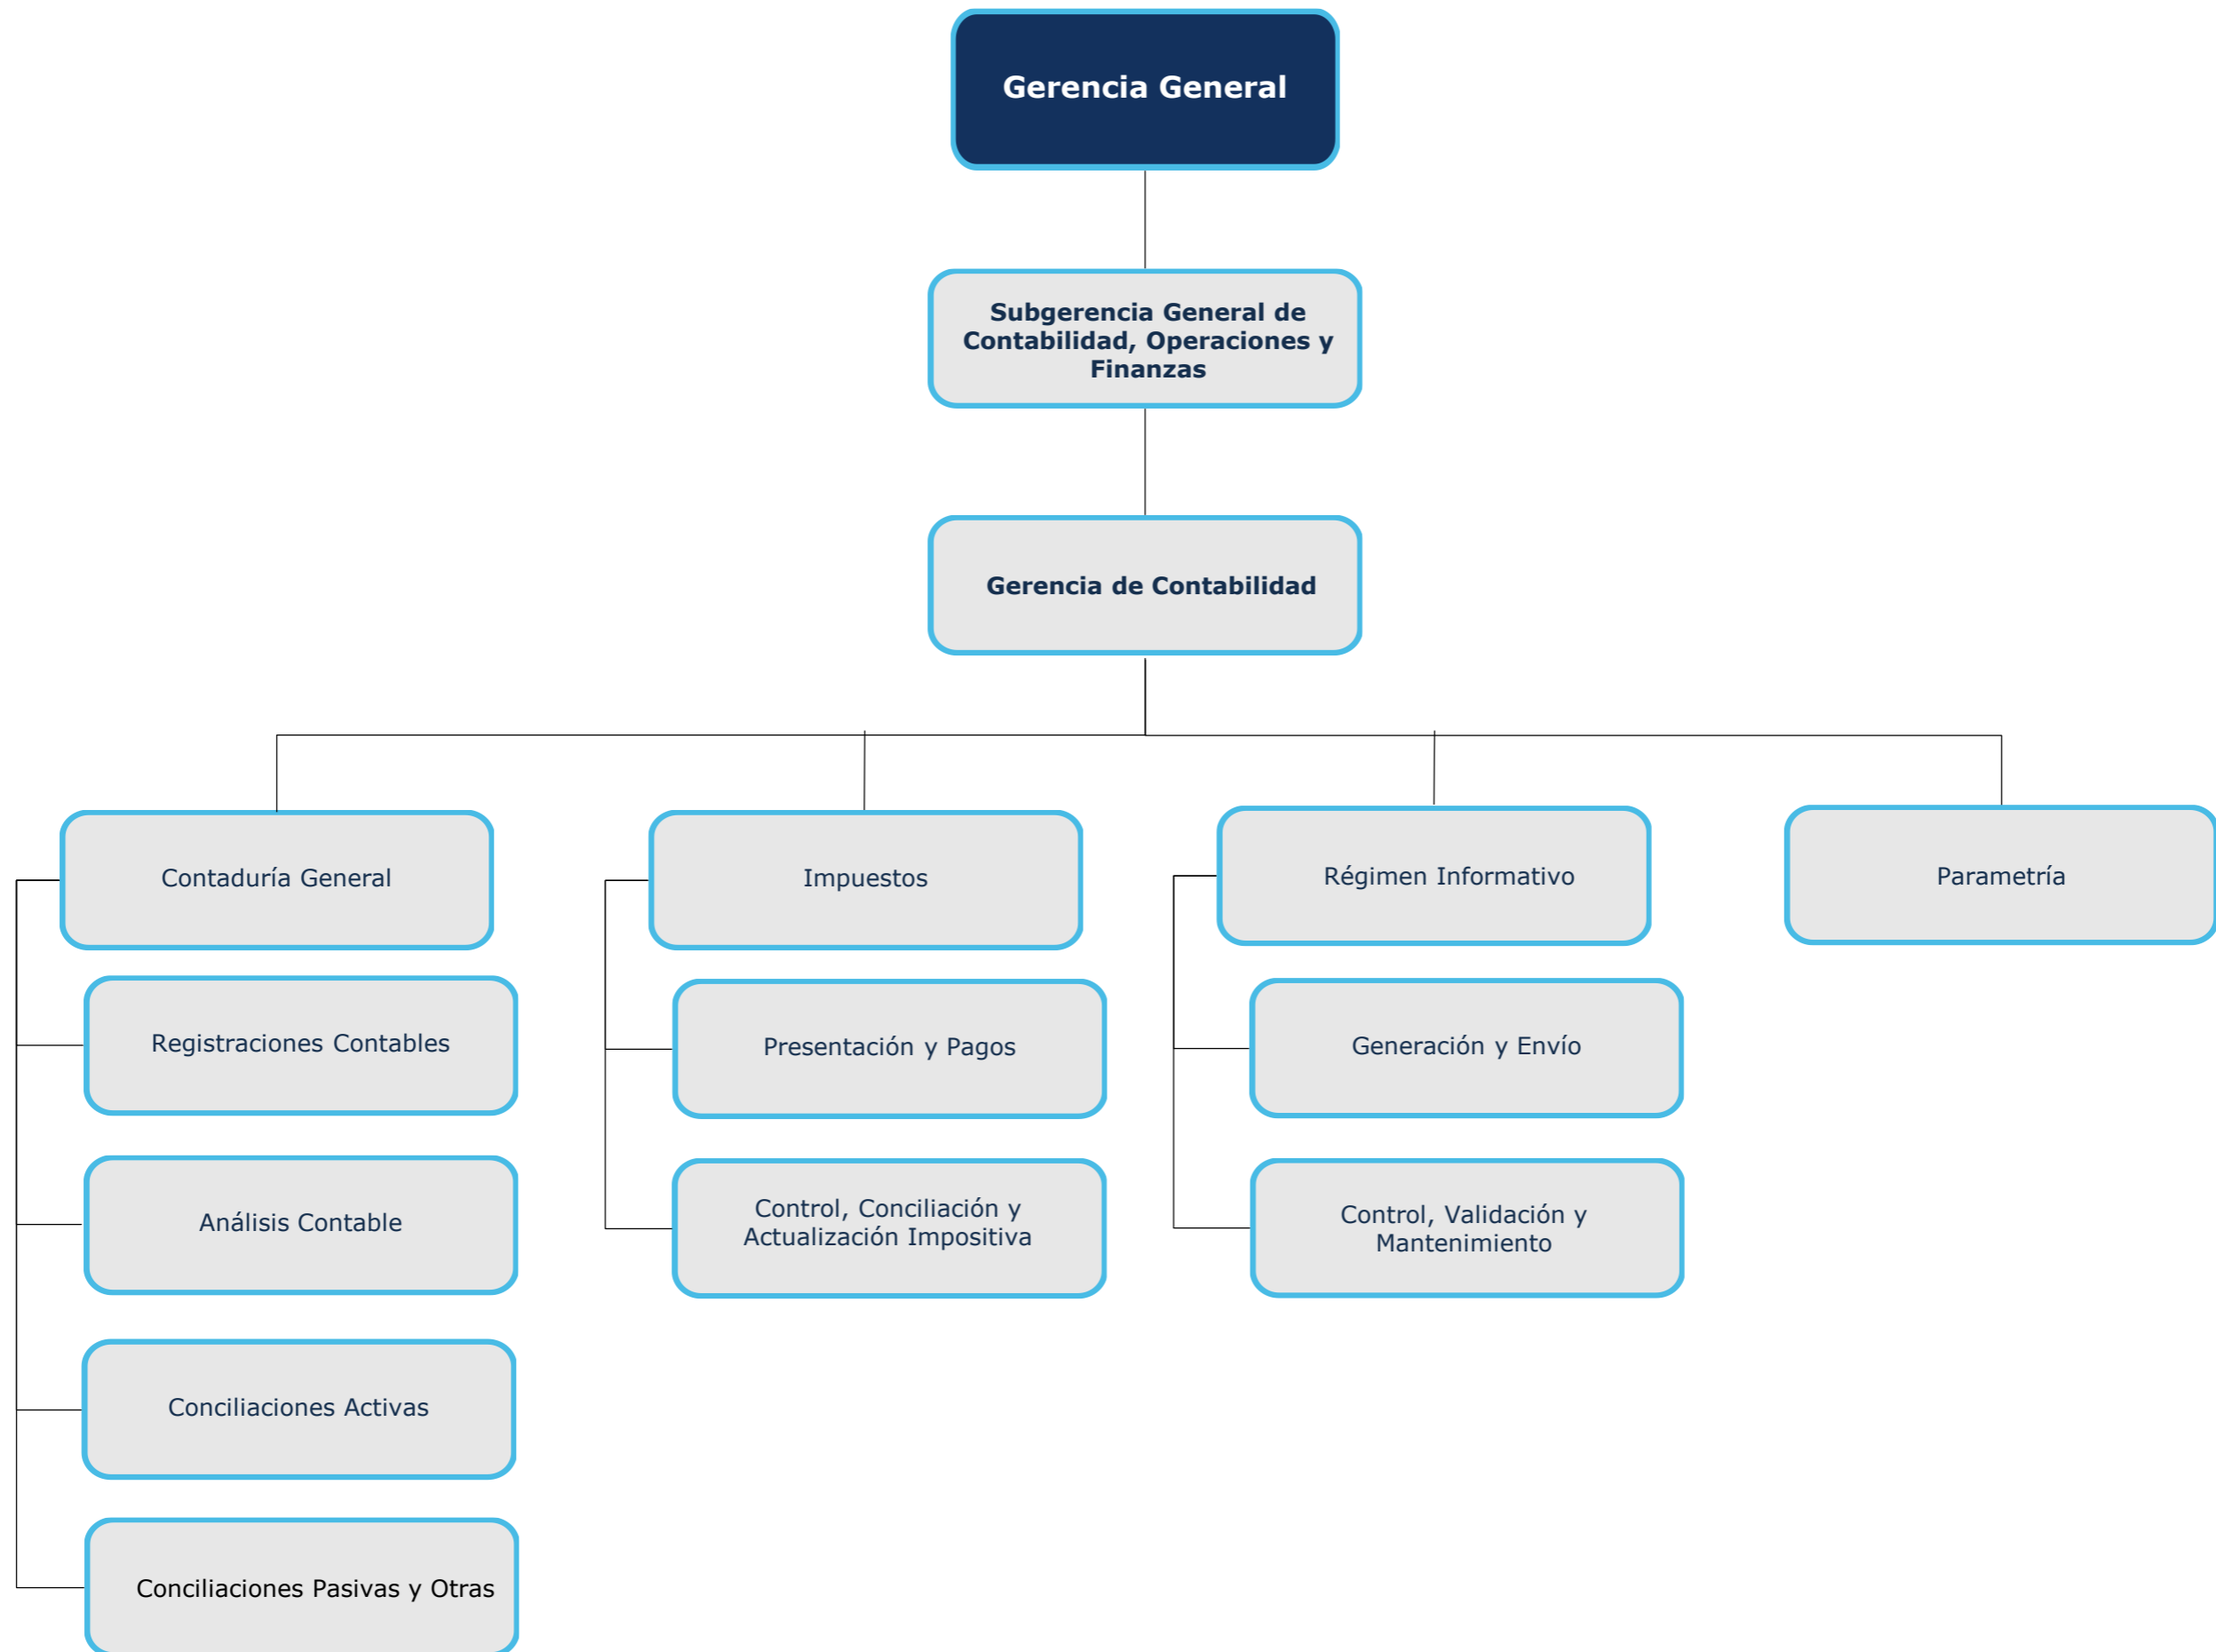 Gerencia General
Subgerencia General de
Contabilidad, Operaciones y
Finanzas
Gerencia de Contabilidad
Contaduría General
Impuestos
Régimen Informativo
Parametría
Registraciones Contables
Presentación y Pagos
Generación y Envío
Análisis Contable
Control, Conciliación y
Actualización Impositiva
Control, Validación y
Mantenimiento
Conciliaciones Activas
Conciliaciones Pasivas y Otras